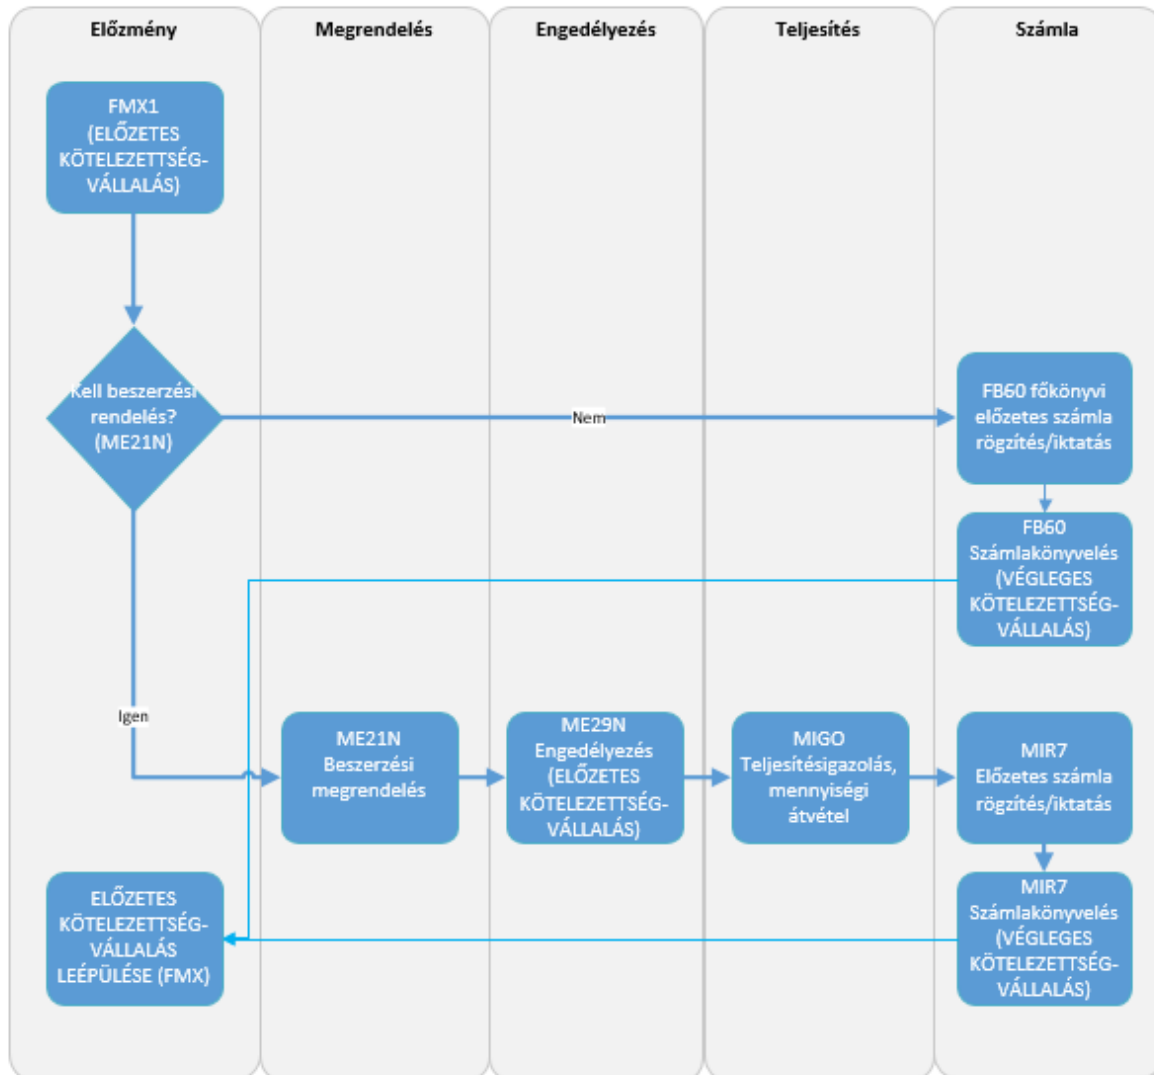 Előzmény
Megrendelés
Engedélyezés
Teljesítés
Számla
FMX1
(ELŐZETES
KÖTELEZETTSÉG-
VÁLLALÁS)
Kell beszerzési
rendelés?
(ME21N)
Nem
FB60 főkönyvi
előzetes számla
rögzítés/iktatás
FB60
Számlakönyvelés
(VÉGLEGES
KÖTELEZETTSÉG-
VÁLLALÁS)
Igen
ME21N
Beszerzési
megrendelés
ME29N
Engedélyezés
(ELŐZETES
KÖTELEZETTSÉG-
VÁLLALÁS)
MIGO
Teljesítésigazolás,
mennyiségi
átvétel
MIR7
Előzetes számla
rögzítés/iktatás
ELŐZETES
KÖTELEZETTSÉG-
VÁLLALÁS
LEÉPÜLÉSE (FMX)
MIR7
Számlakönyvelés
(VÉGLEGES
KÖTELEZETTSÉG-
VÁLLALÁS)